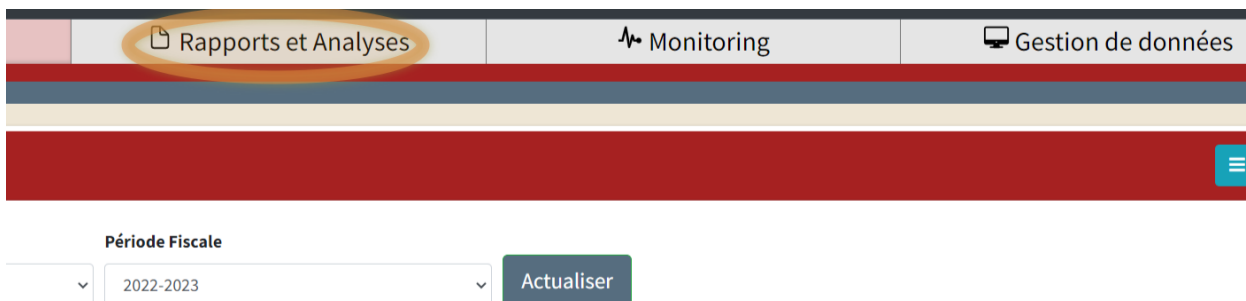 Rapports et Analyses
Monitoring
Gestion de données
Période Fiscale
2022-2023
Actualiser